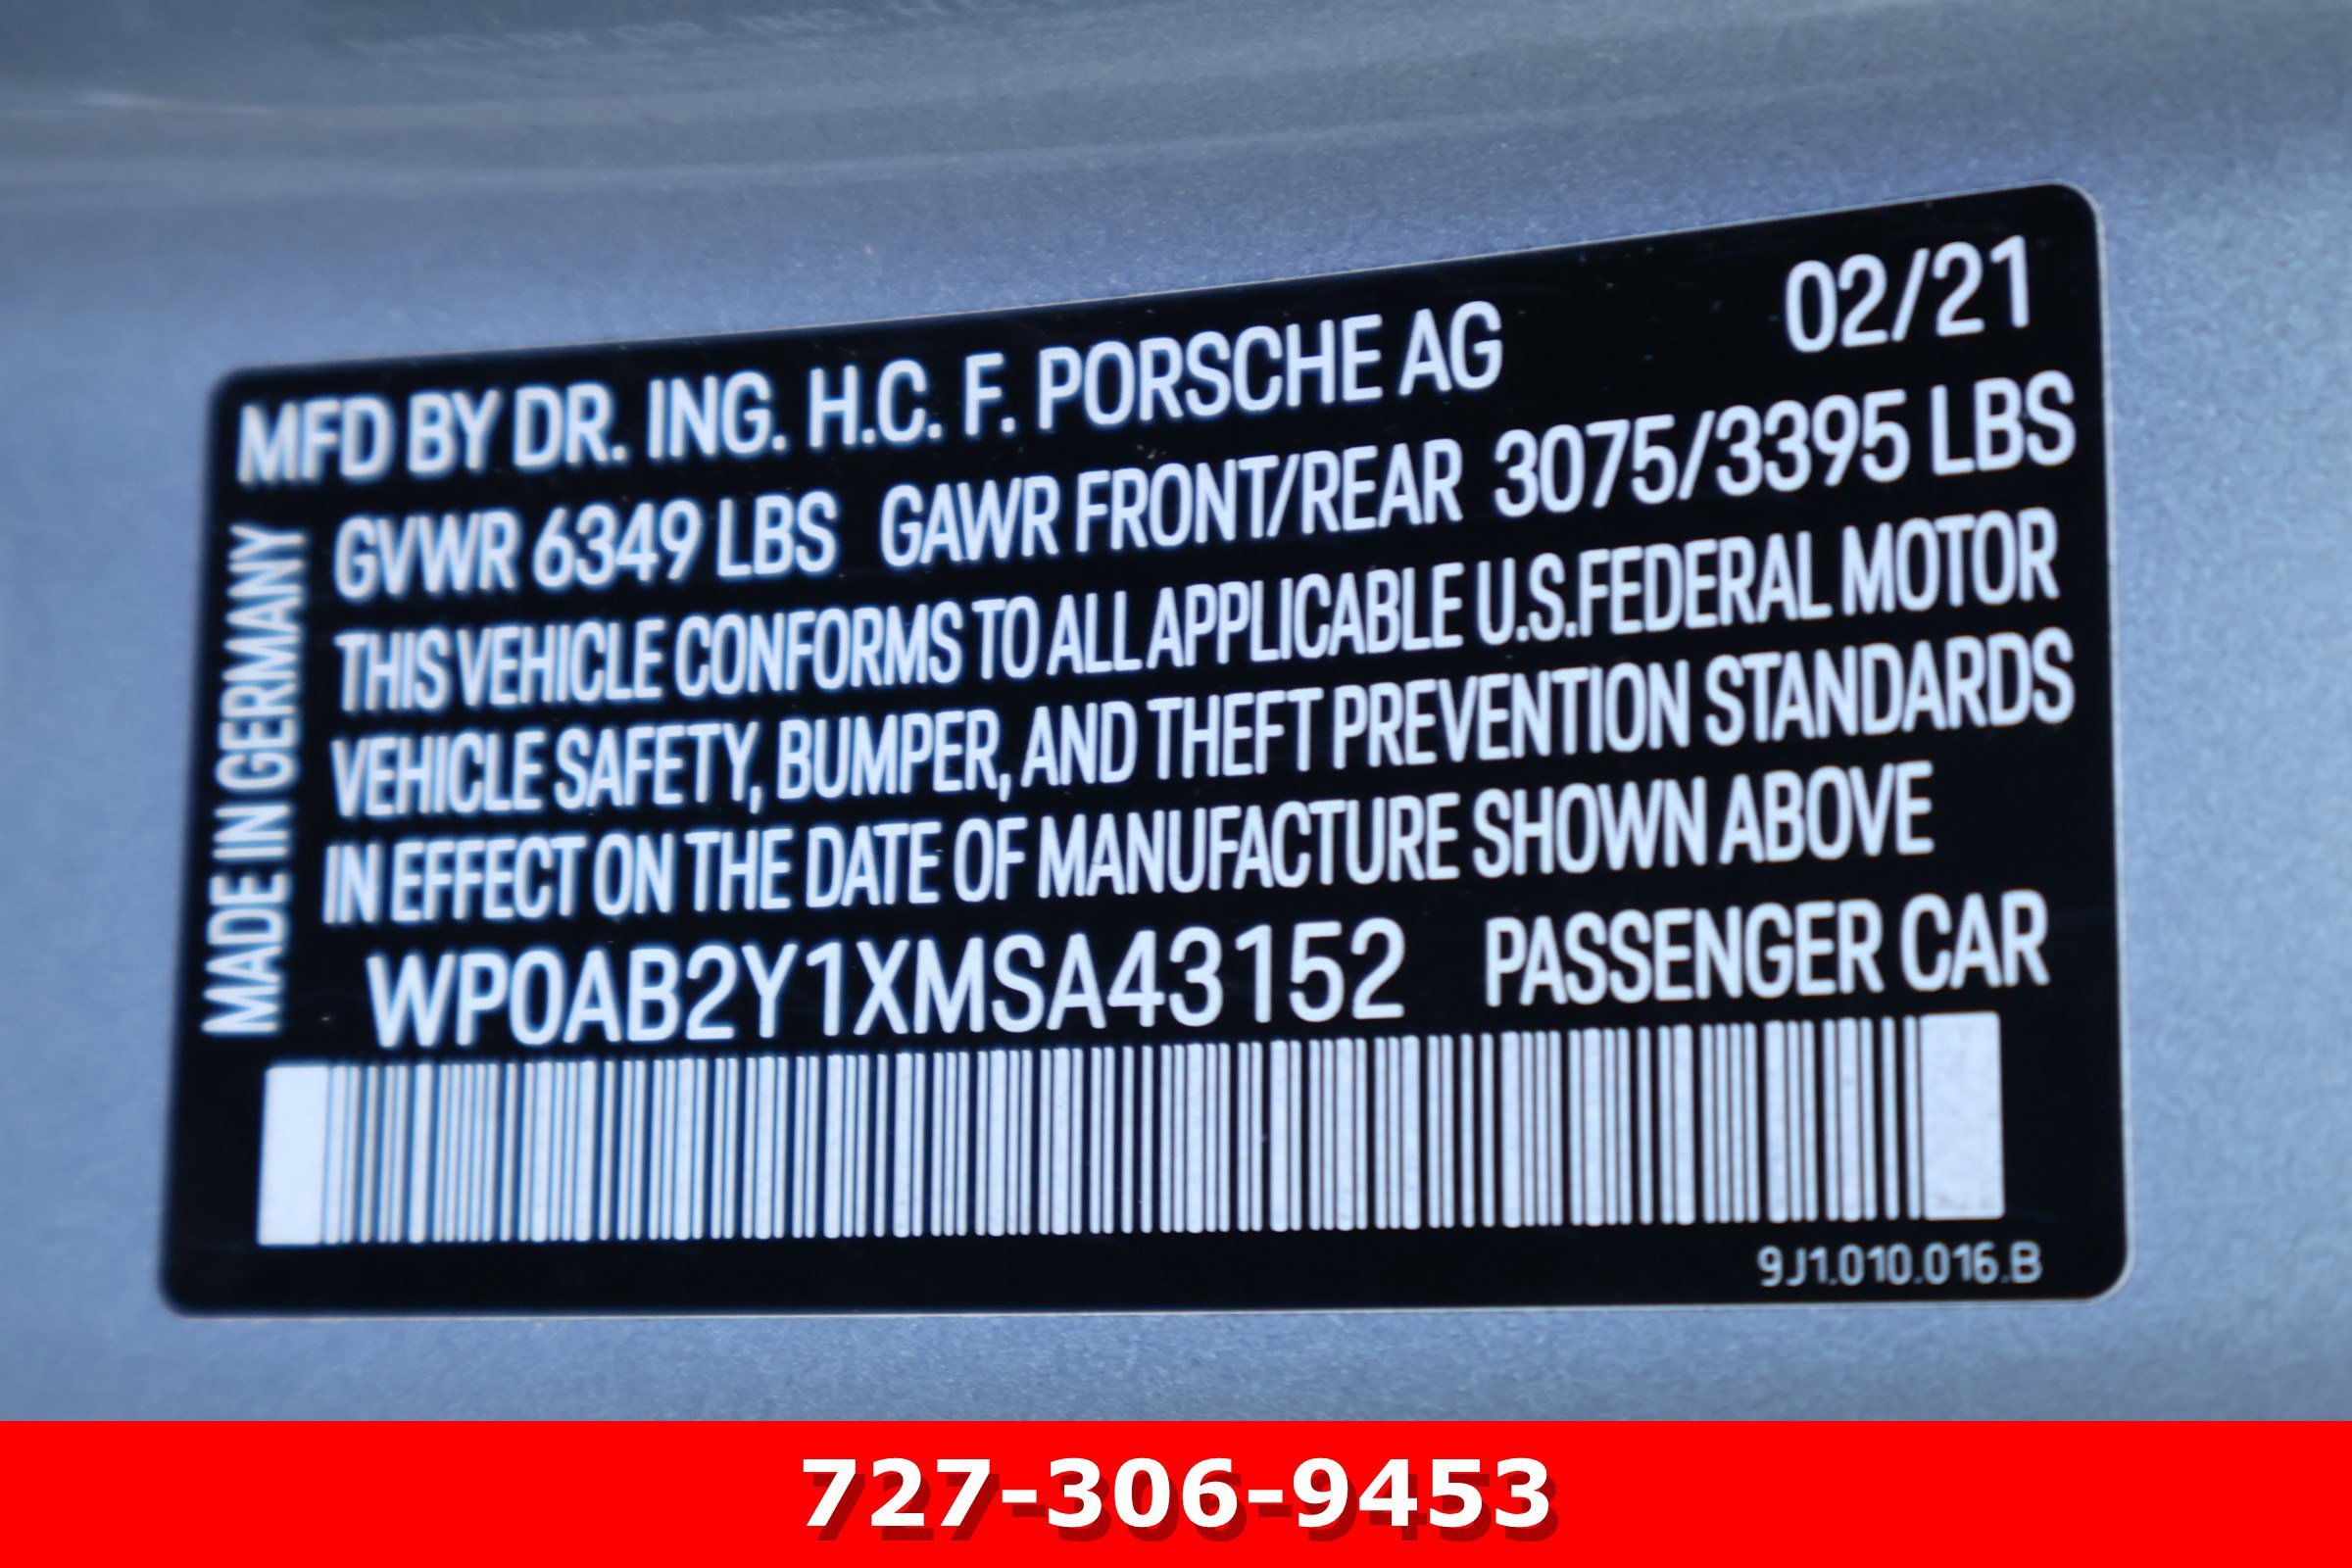 MFD BY DR. ING. H.C. F. PORSCHE AG 02/21
GVWR 6349 LBS GAWR FRONT/REAR 3075/3395 LBS
THIS VEHICLE CONFORMS TO ALL APPLICABLE U.S.FEDERAL MOTOR
VEHICLE SAFETY, BUMPER, AND THEFT PREVENTION STANDARDS
IN EFFECT ON THE DATE OF MANUFACTURE SHOWN ABOVE
WP0AB2Y1XMSA43152 PASSENGER CAR
MADE IN GERMANY
9J1.010.016.B
727-306-9453